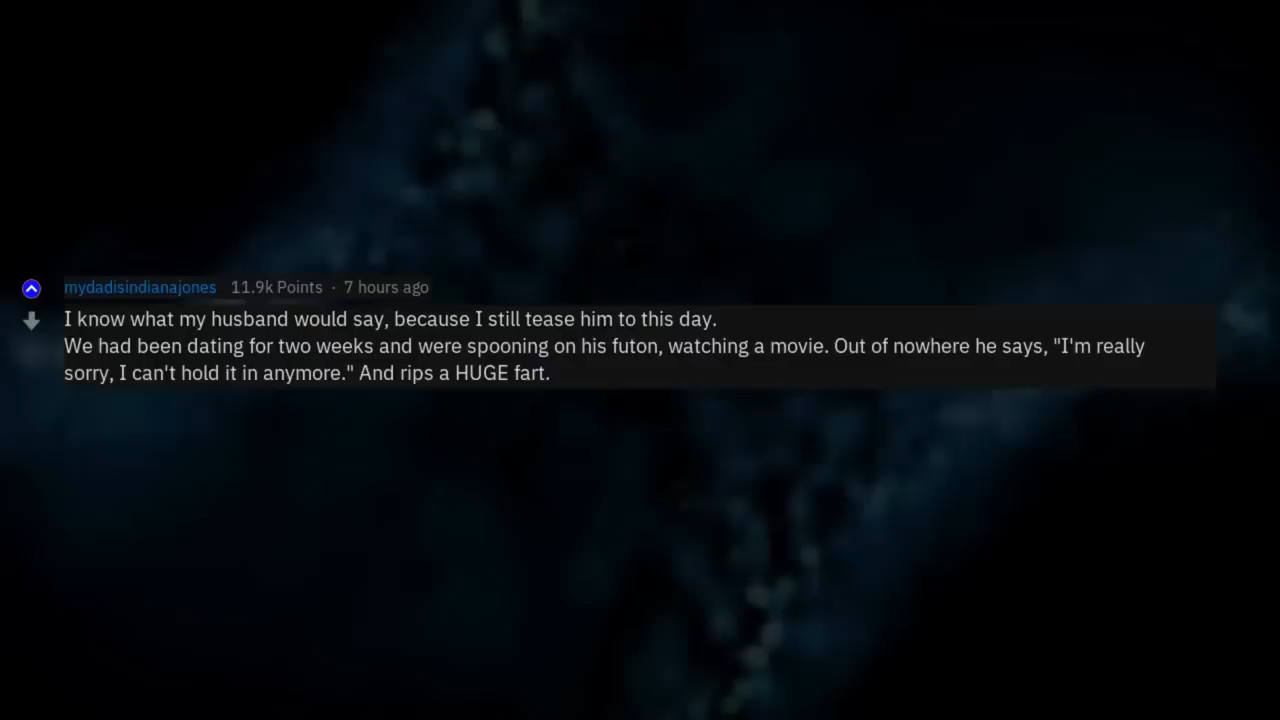 mydadisindianajones 11.9k Points · 7 hours ago
I know what my husband would say, because I still tease him to this day.
We had been dating for two weeks and were spooning on his futon, watching a movie. Out of nowhere he says, "I'm really
sorry, I can't hold it in anymore." And rips a HUGE fart.